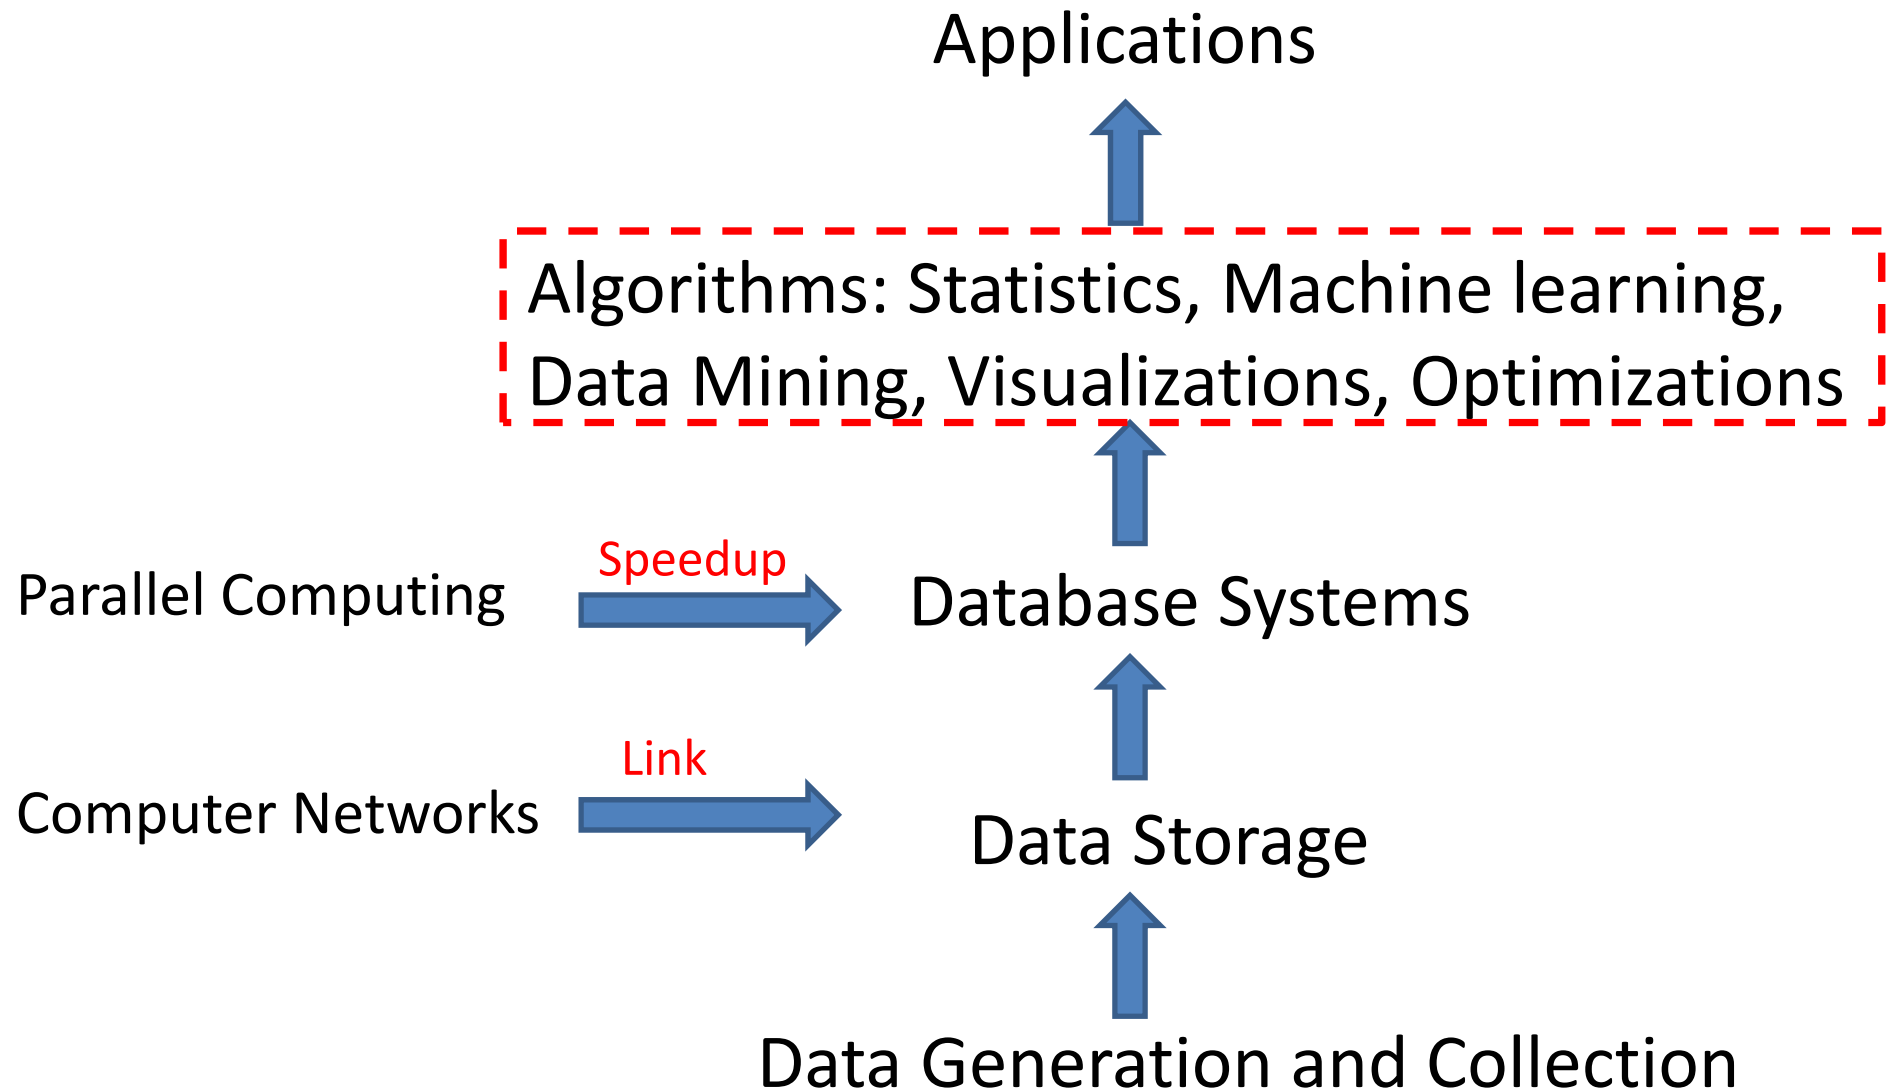 Applications
Algorithms: Statistics, Machine learning,
Data Mining, Visualizations, Optimizations
Speedup
Parallel Computing
Database Systems
Link
Computer Networks
Data Storage
Data Generation and Collection